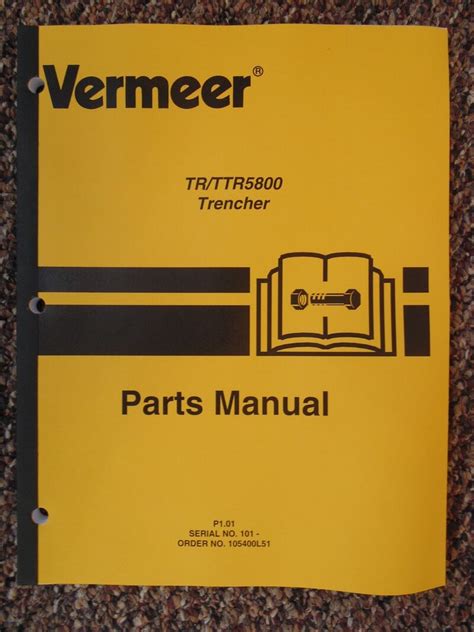 Vermeer®
TR/TTR5800
Trencher
Parts Manual
P1.01
SERIAL NO. 101 -
ORDER NO. 105400L51